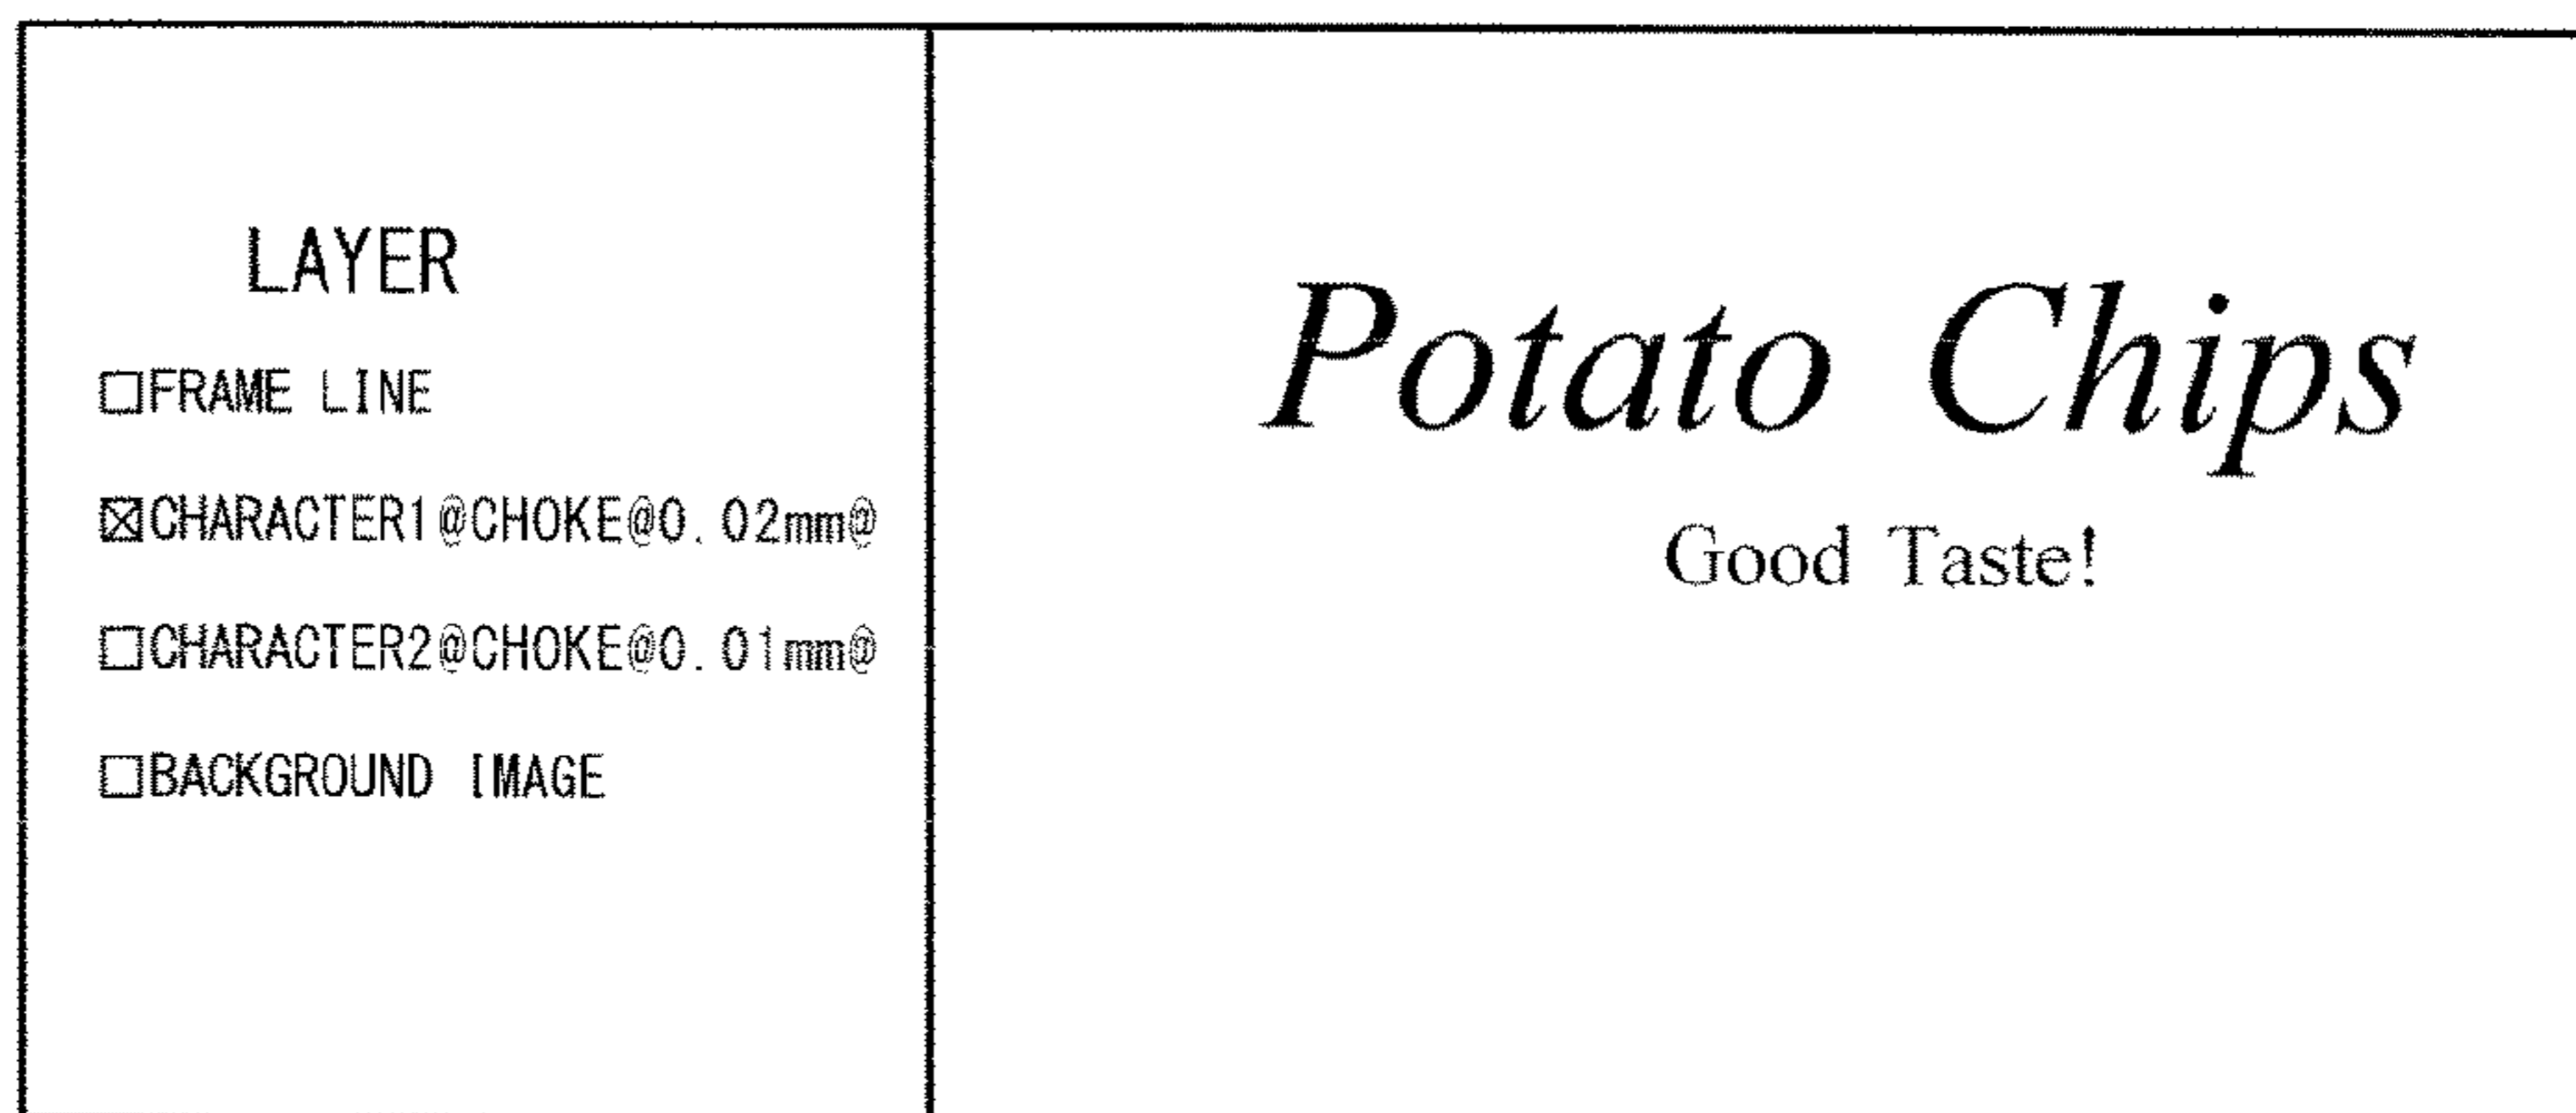 LAYER
□FRAME LINE
☒CHARACTER1@CHOKE@0.02mm@
□CHARACTER2@CHOKE@0.01mm@
□BACKGROUND IMAGE
Potato Chips
Good Taste!